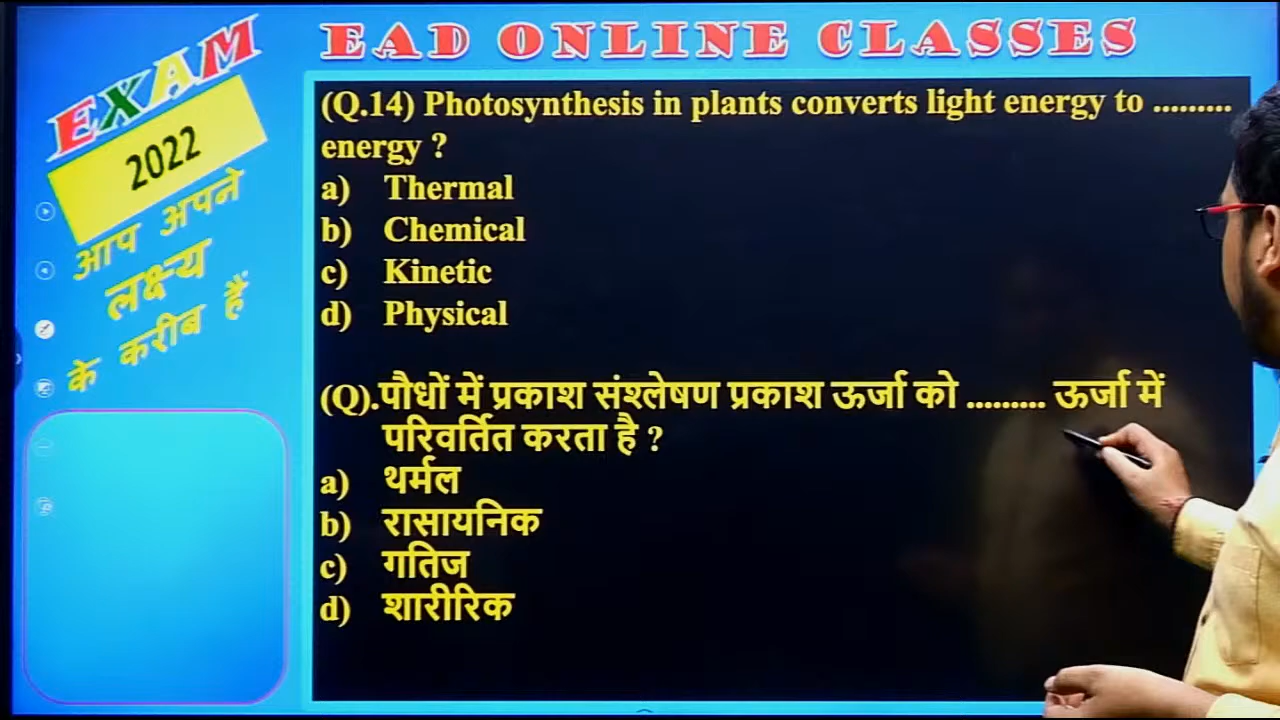 EXAM
2022
आप अपने
लक्ष्य
के करीब हैं
EAD ONLINE CLASSES
(Q.14) Photosynthesis in plants converts light energy to .........
energy ?
a) Thermal
b) Chemical
c) Kinetic
d) Physical
(Q).पौधों में प्रकाश संश्लेषण प्रकाश ऊर्जा को ......... ऊर्जा में
परिवर्तित करता है ?
a) थर्मल
b) रासायनिक
c) गतिज
d) शारीरिक